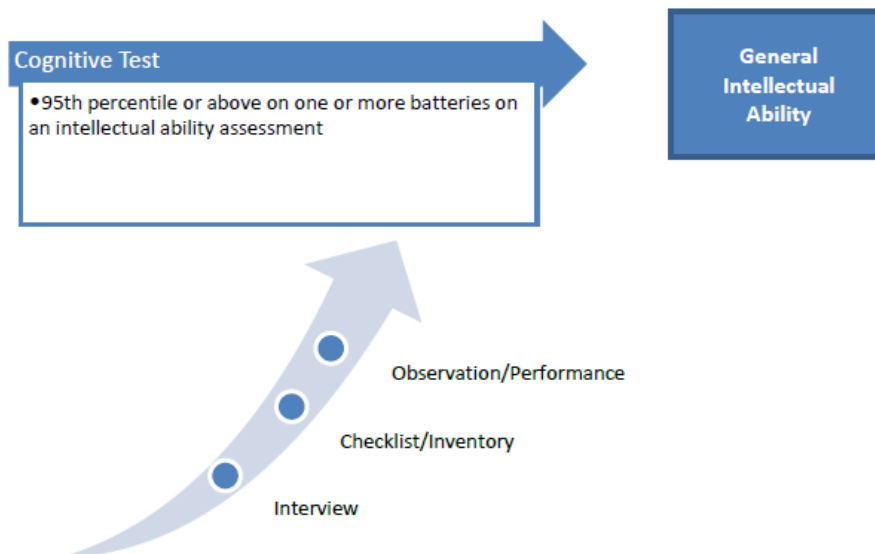 Cognitive Test
•95th percentile or above on one or more batteries on
an intellectual ability assessment
General
Intellectual
Ability
Observation/Performance
Checklist/Inventory
Interview